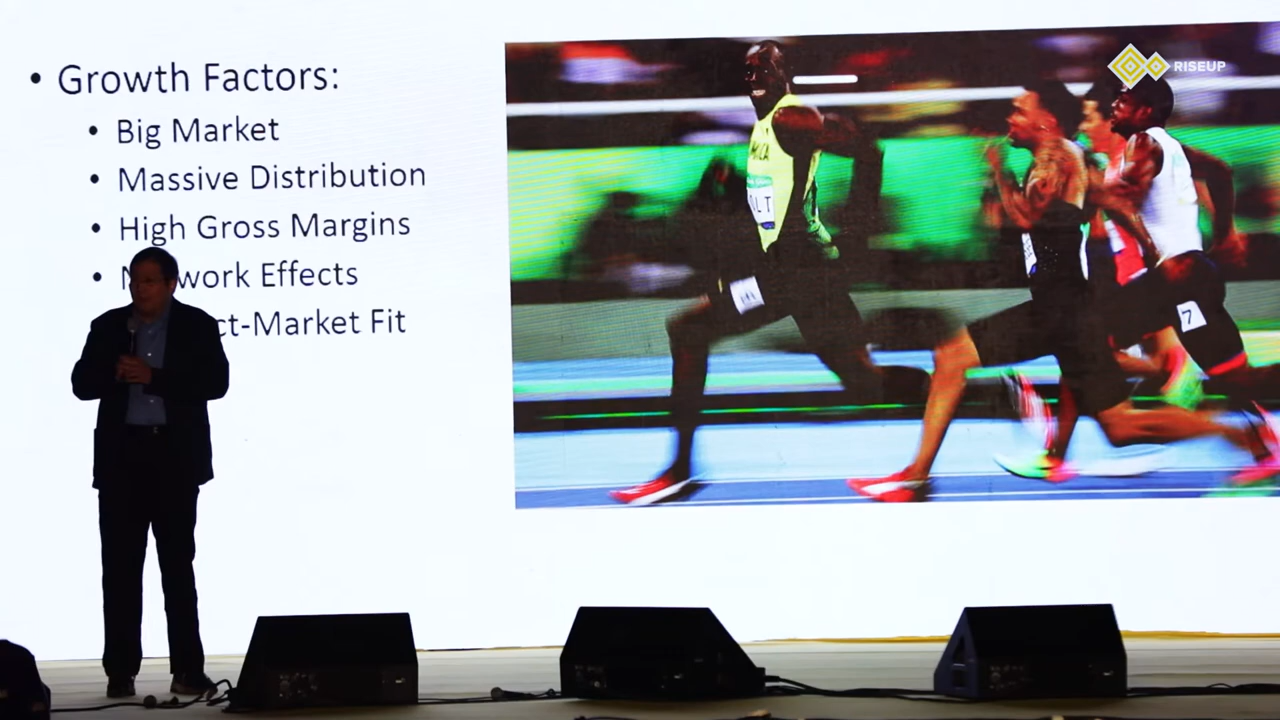 • Growth Factors:
• Big Market
• Massive Distribution
• High Gross Margins
• N work Effects
ct-Market Fit
RISEUP
7